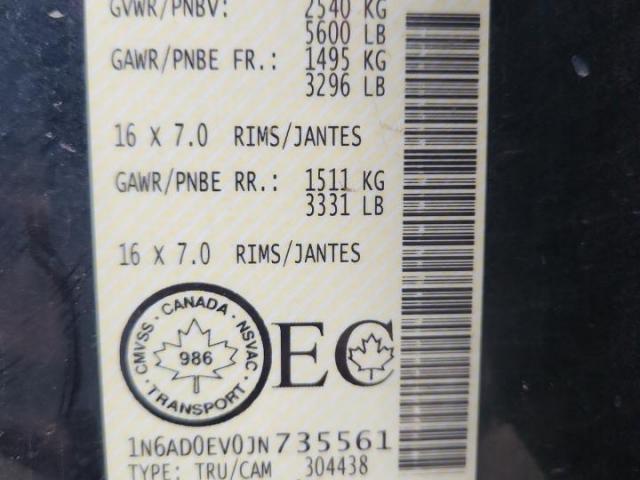 GVWR/PNBV: 2540 KG
5600 LB
GAWR/PNBE FR.: 1495 KG
3296 LB
16 X 7.0 RIMS/JANTES
GAWR/PNBE RR.: 1511 KG
3331 LB
16 X 7.0 RIMS/JANTES
CANADA
CMVSS · NSVAC
986
TRANSPORT
EC
1N6AD0EV0JN735561
TYPE: TRU/CAM 304438